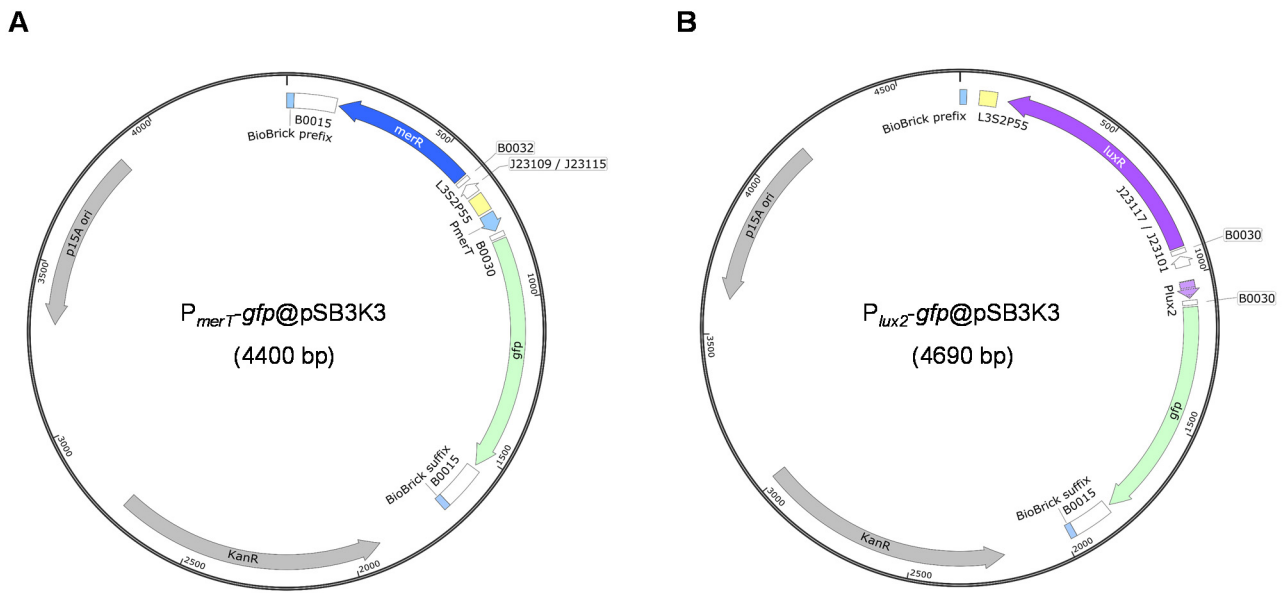 A
B0015
BioBrick prefix
merR
500
B0032
J23109 / J23115
L3S2P55
PmerT
B0030
1000
gfp
1500
B0015
BioBrick suffix
2000
KanR
2500
3000
3500
p15A ori
4000
PmerT-gfp@pSB3K3
(4400 bp)
B
4500
BioBrick prefix
L3S2P55
500
luxR
J23117 / J23101
B0030
1000
Plux2
B0030
gfp
1500
B0015
BioBrick suffix
2000
KanR
2500
3000
3500
p15A ori
4000
Plux2-gfp@pSB3K3
(4690 bp)